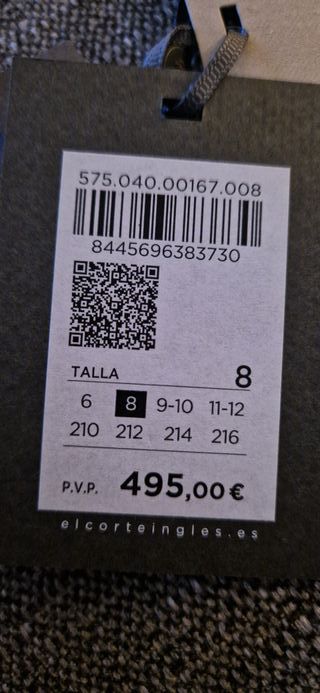 575.040.00167.008
8445696383730
TALLA 8
6 8 9-10 11-12
210 212 214 216
P.V.P. 495,00 €
elcorteingles.es